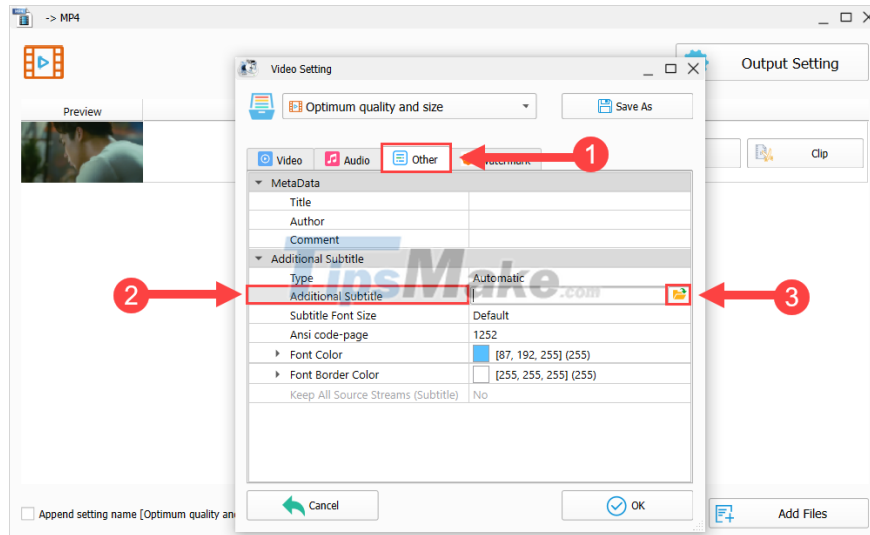 -> MP4
Output Setting
Video Setting
Optimum quality and size
Save As
Preview
1
Clip
Video
Audio
Other
Watermark
MetaData
Title
Author
Comment
Additional Subtitle
TipsMake.com
Type
Automatic
2
Additional Subtitle
3
Subtitle Font Size
Default
Ansi code-page
1252
Font Color
[87, 192, 255] (255)
Font Border Color
[255, 255, 255] (255)
Keep All Source Streams (Subtitle)
No
Cancel
OK
Append setting name [Optimum quality an
Add Files